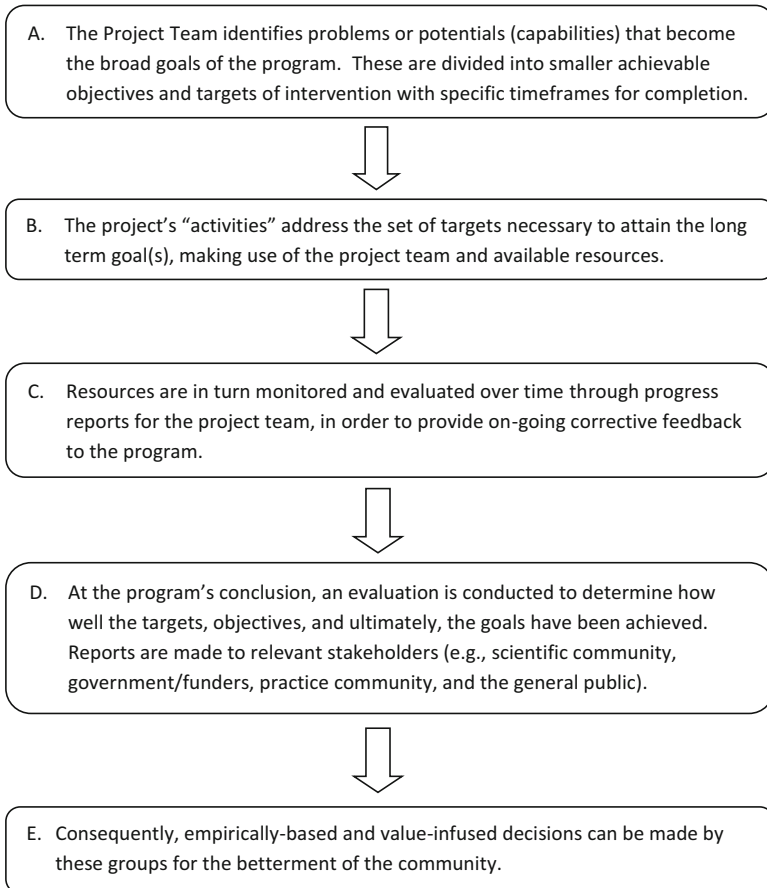 A. The Project Team identifies problems or potentials (capabilities) that become
the broad goals of the program. These are divided into smaller achievable
objectives and targets of intervention with specific timeframes for completion.
B. The project’s “activities” address the set of targets necessary to attain the long
term goal(s), making use of the project team and available resources.
C. Resources are in turn monitored and evaluated over time through progress
reports for the project team, in order to provide on-going corrective feedback
to the program.
D. At the program’s conclusion, an evaluation is conducted to determine how
well the targets, objectives, and ultimately, the goals have been achieved.
Reports are made to relevant stakeholders (e.g., scientific community,
government/funders, practice community, and the general public).
E. Consequently, empirically-based and value-infused decisions can be made by
these groups for the betterment of the community.